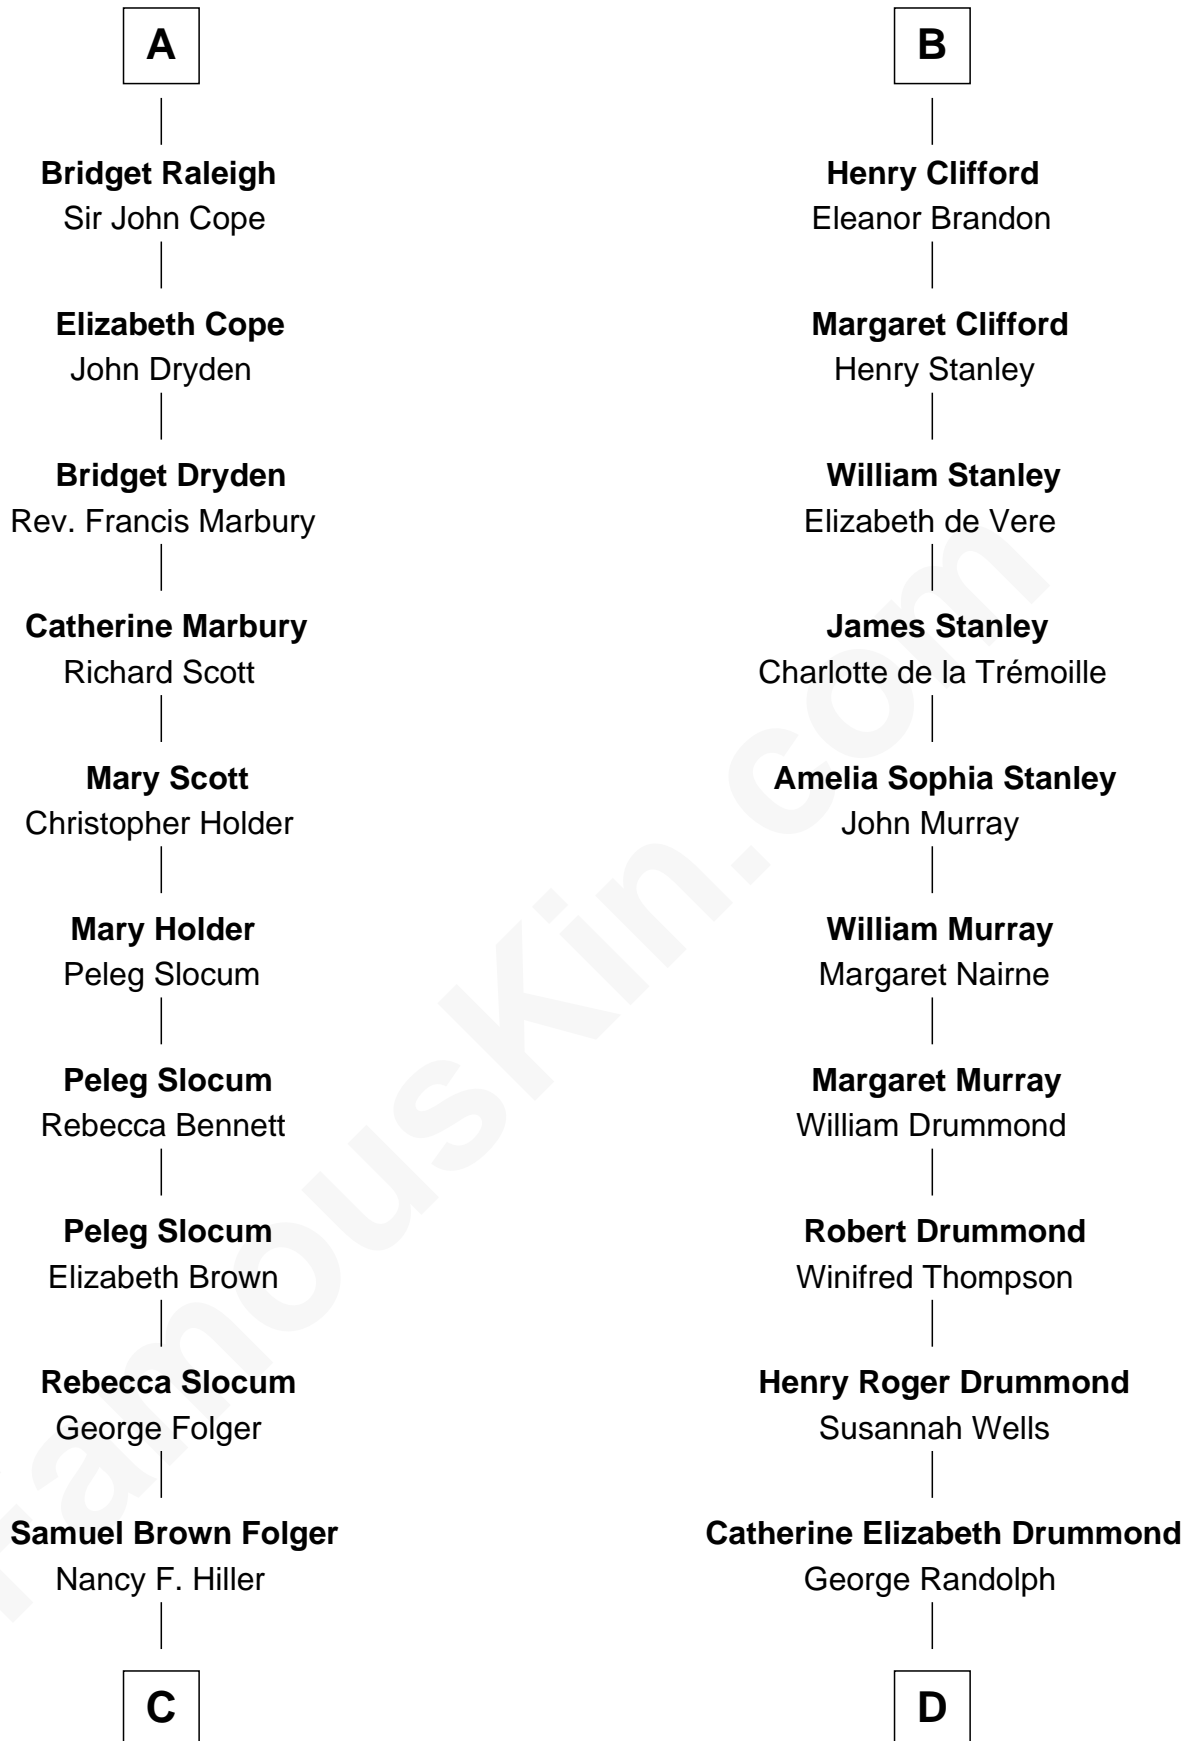 A
Bridget Raleigh
Sir John Cope
Elizabeth Cope
John Dryden
Bridget Dryden
Rev. Francis Marbury
Catherine Marbury
Richard Scott
Mary Scott
Christopher Holder
Mary Holder
Peleg Slocum
Peleg Slocum
Rebecca Bennett
Peleg Slocum
Elizabeth Brown
Rebecca Slocum
George Folger
Samuel Brown Folger
Nancy F. Hiller
C
B
Henry Clifford
Eleanor Brandon
Margaret Clifford
Henry Stanley
William Stanley
Elizabeth de Vere
James Stanley
Charlotte de la Trémoille
Amelia Sophia Stanley
John Murray
William Murray
Margaret Nairne
Margaret Murray
William Drummond
Robert Drummond
Winifred Thompson
Henry Roger Drummond
Susannah Wells
Catherine Elizabeth Drummond
George Randolph
D
FamousKin.com